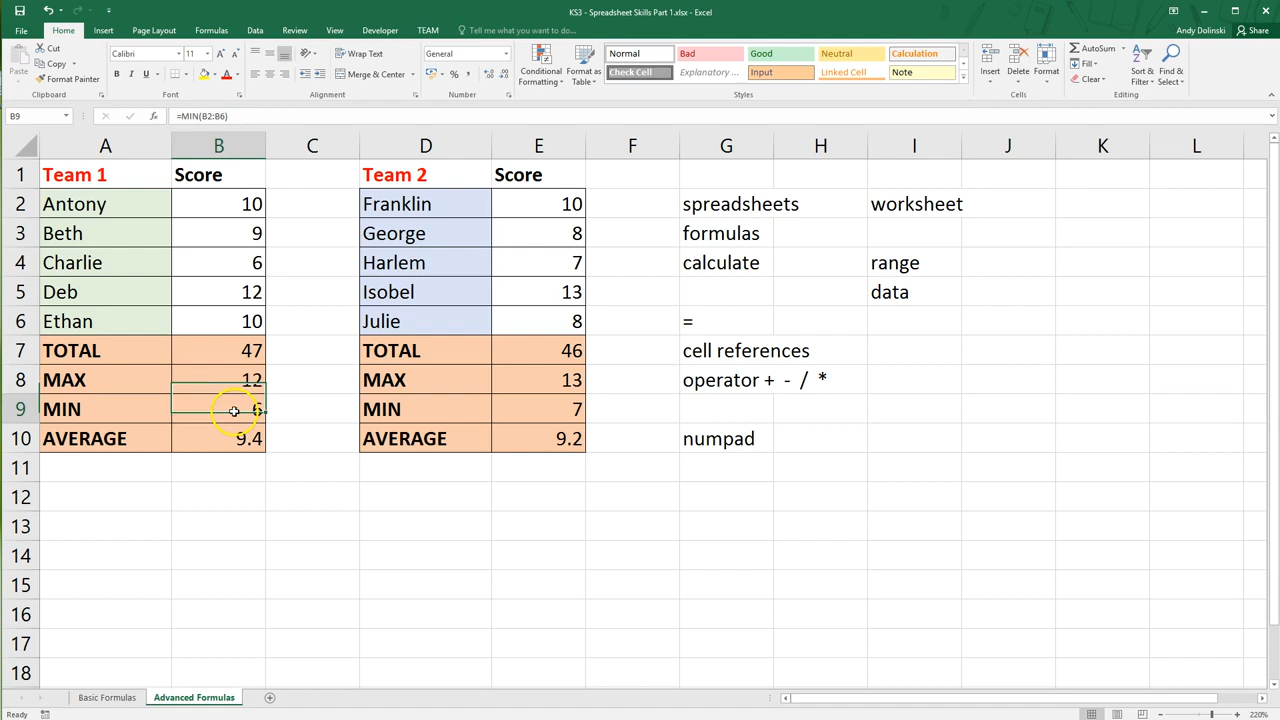 KS3 - Spreadsheet Skills Part 1.xlsx - Excel
Andy Dolinski
Share
File Home Insert Page Layout Formulas Data Review View Developer TEAM Tell me what you want to do...
Paste
Cut
Copy
Format Painter
Clipboard
Calibri 11
B I U
Font
Wrap Text
Merge & Center
Alignment
General
Number
Conditional Formatting
Format as Table
Normal Bad Good Neutral Calculation
Check Cell Explanatory ... Input Linked Cell Note
Styles
Insert Delete Format
Cells
AutoSum
Fill
Clear
Sort & Filter
Find & Select
Editing
B9 fx =MIN(B2:B6)
A B C D E F G H I J K L
1 Team 1 Score Team 2 Score
2 Antony 10 Franklin 10 spreadsheets worksheet
3 Beth 9 George 8 formulas
4 Charlie 6 Harlem 7 calculate range
5 Deb 12 Isobel 13 data
6 Ethan 10 Julie 8 =
7 TOTAL 47 TOTAL 46 cell references
8 MAX 12 MAX 13 operator + - / *
9 MIN 6 MIN 7
10 AVERAGE 9.4 AVERAGE 9.2 numpad
11
12
13
14
15
16
17
18
Basic Formulas Advanced Formulas
Ready
220%